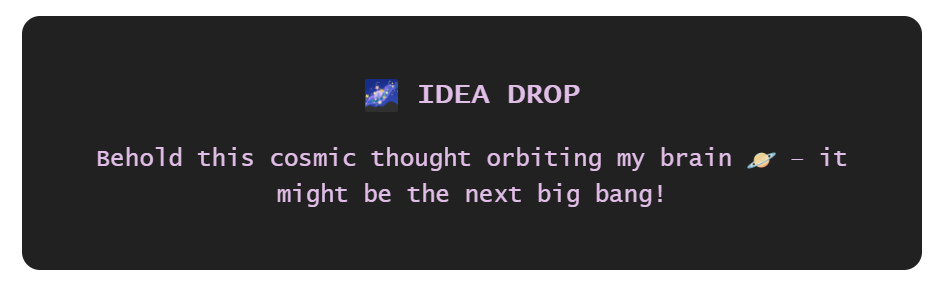 🌌 IDEA DROP
Behold this cosmic thought orbiting my brain 🪐 — it
might be the next big bang!